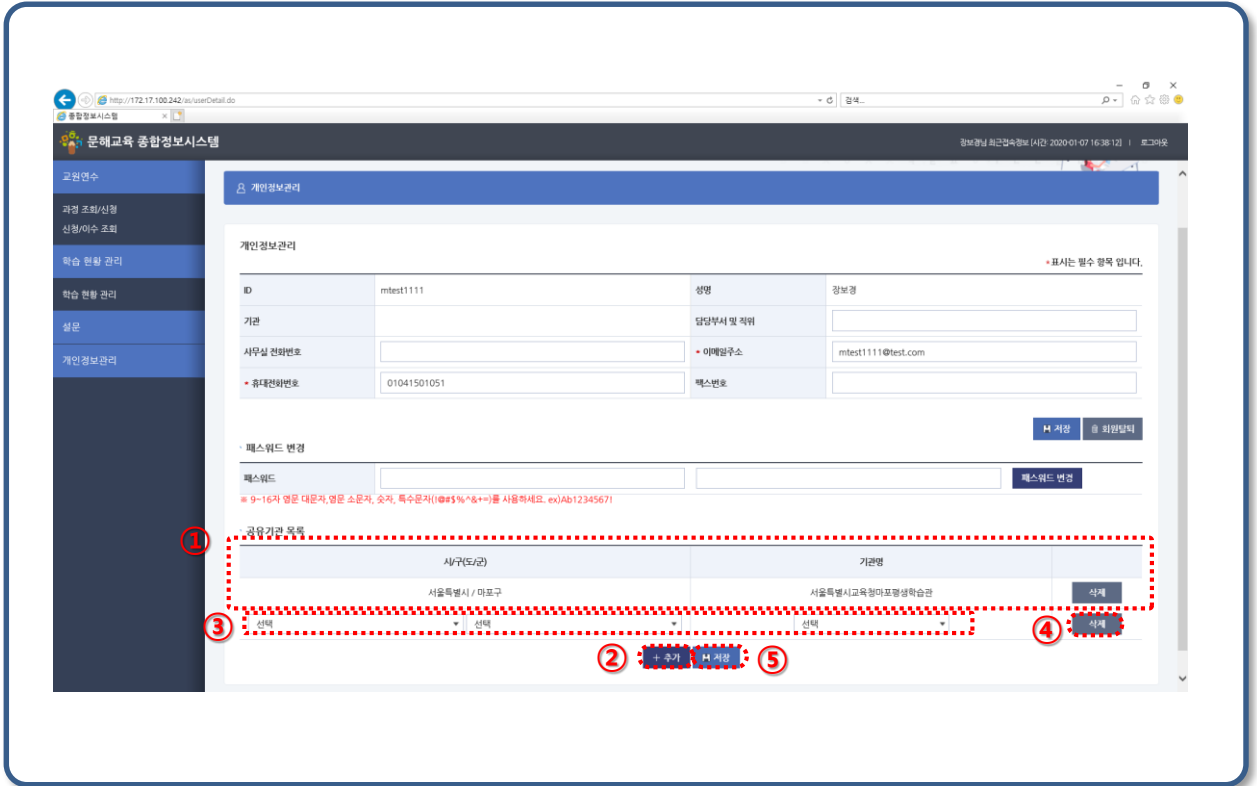 http://172.17.100.242/as/userDetail.do
검색...
종합정보시스템
문해교육 종합정보시스템
장보경님 최근접속정보 [시간: 2020-01-07 16:38:12] | 로그아웃
교원연수
과정 조회/신청
신청/이수 조회
학습 현황 관리
학습 현황 관리
설문
개인정보관리
개인정보관리
개인정보관리
*표시는 필수 항목 입니다.
ID mtest1111 성명 장보경
기관 담당부서 및 직위
사무실 전화번호 * 이메일주소 mtest1111@test.com
* 휴대전화번호 01041501051 팩스번호
저장 회원탈퇴
· 패스워드 변경
패스워드 패스워드 변경
※ 9~16자 영문 대문자,영문 소문자, 숫자, 특수문자(!@#$%^&+=)를 사용하세요. ex)Ab1234567!
· 공유기관 목록
①
시/구(도/군) 기관명
서울특별시 / 마포구 서울특별시교육청마포평생학습관 삭제
③ 선택 선택 선택 ④ 삭제
② + 추가 저장 ⑤